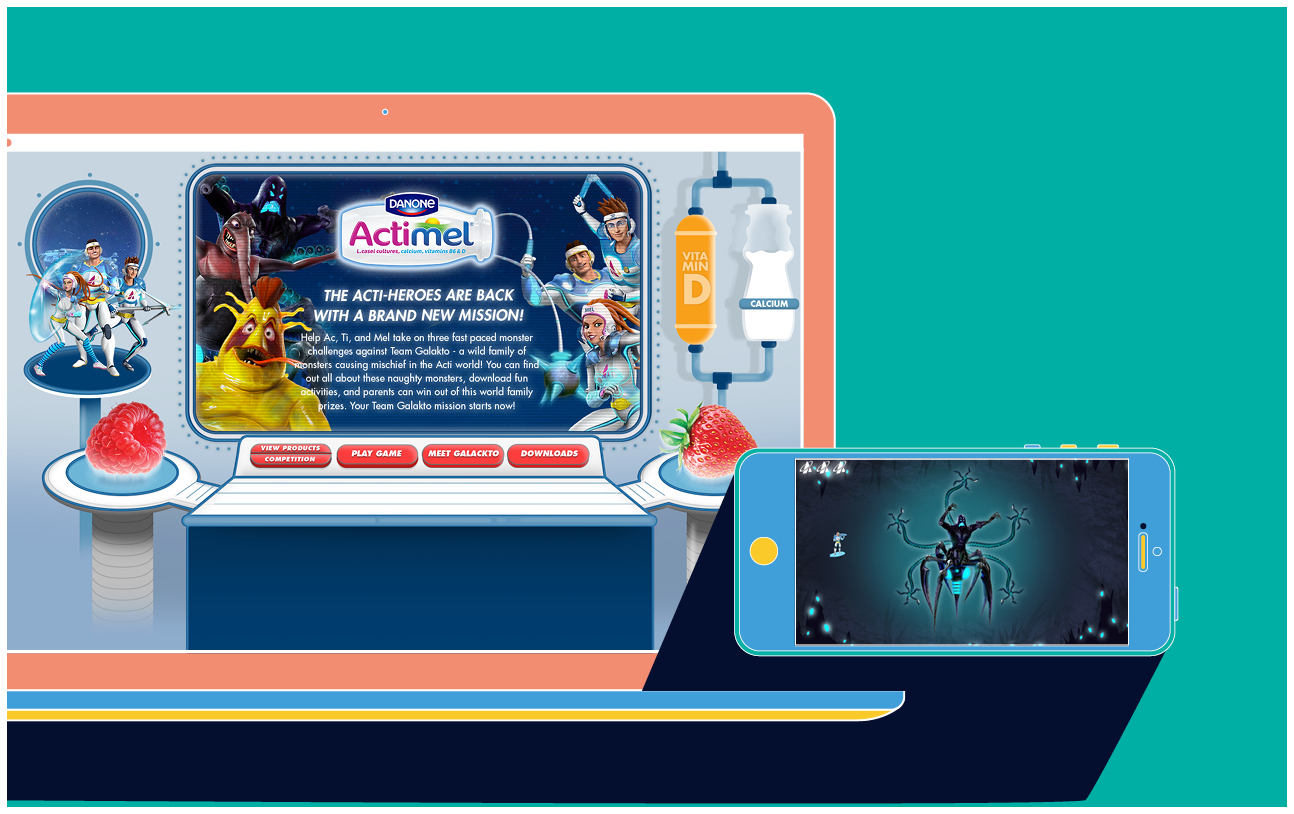 DANONE
Actimel
L.casei cultures, calcium, vitamins B6 & D
THE ACTI-HEROES ARE BACK
WITH A BRAND NEW MISSION!
Help Ac, Ti, and Mel take on three fast paced monster
challenges against Team Galakto - a wild family of
monsters causing mischief in the Acti world! You can find
out all about these naughty monsters, download fun
activities, and parents can win out of this world family
prizes. Your Team Galakto mission starts now!
VITA
MIN
D
CALCIUM
VIEW PRODUCTS
COMPETITION
PLAY GAME
MEET GALACKTO
DOWNLOADS